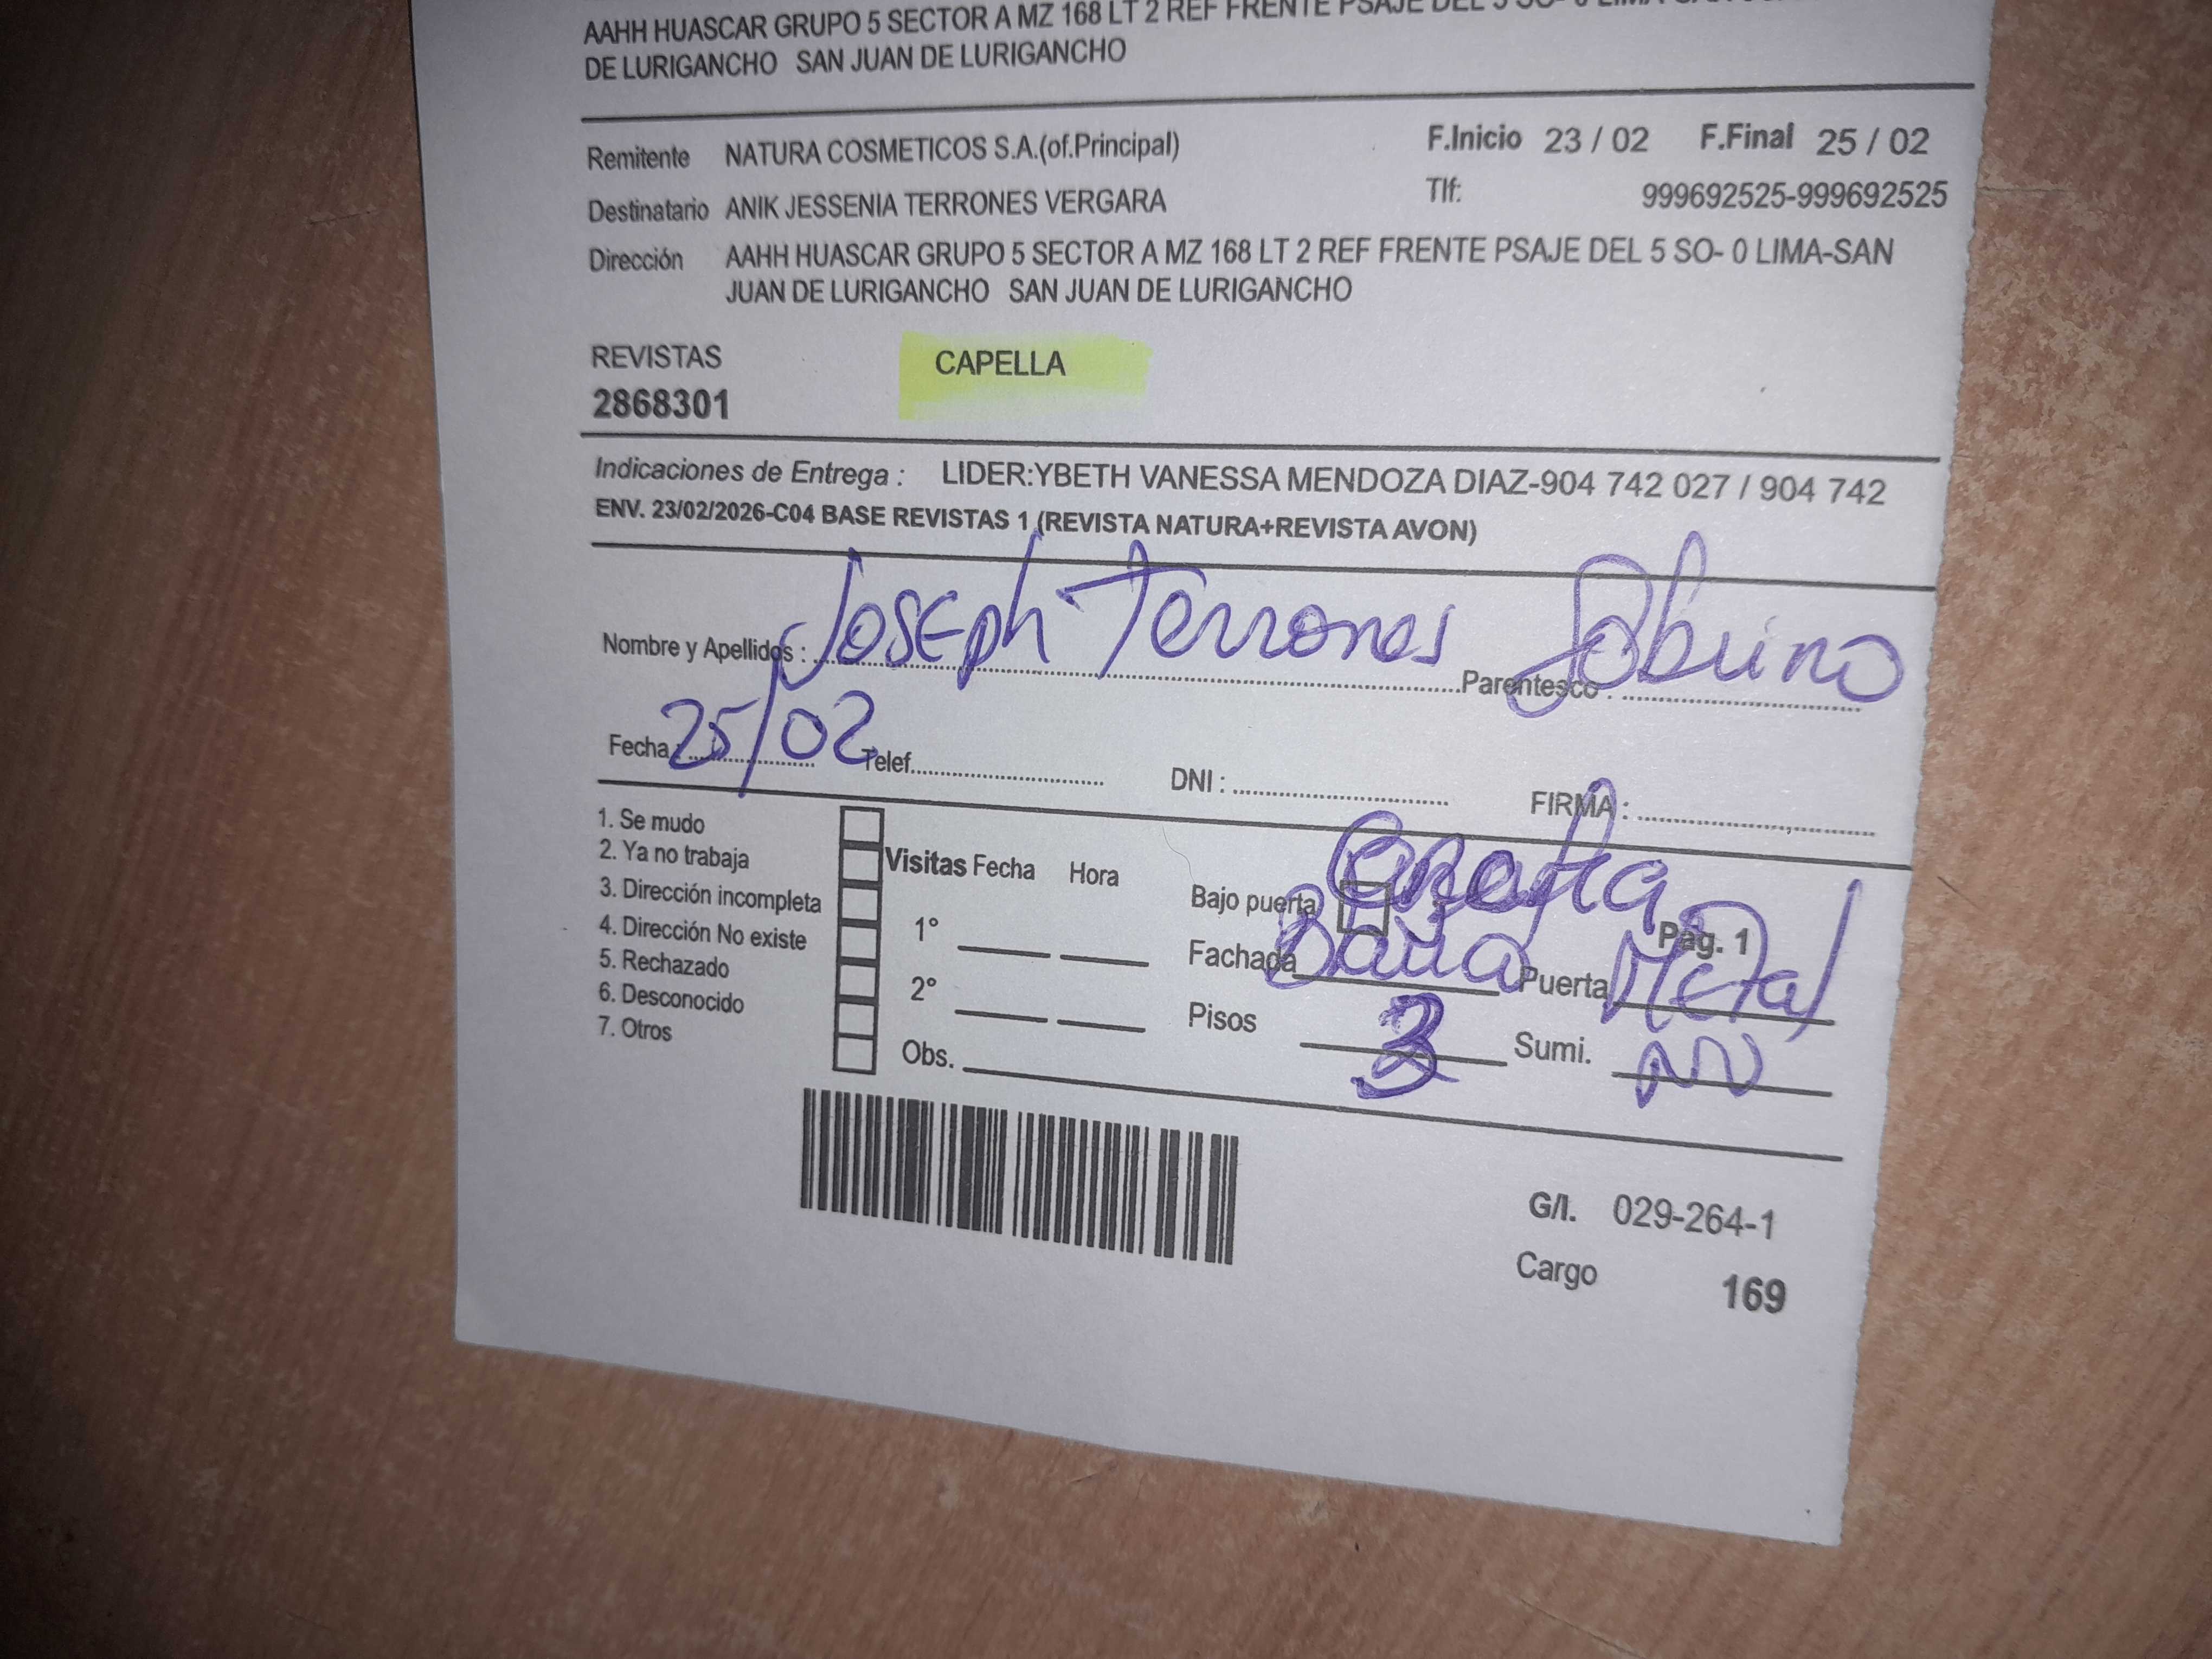 AAHH HUASCAR GRUPO 5 SECTOR A MZ 168 LT 2 REF FRENTE PSAJE DEL 5 SO- 0 LIMA-SAN
DE LURIGANCHO SAN JUAN DE LURIGANCHO
Remitente NATURA COSMETICOS S.A.(of.Principal) F.Inicio 23 / 02 F.Final 25 / 02
Destinatario ANIK JESSENIA TERRONES VERGARA Tlf: 999692525-999692525
Dirección AAHH HUASCAR GRUPO 5 SECTOR A MZ 168 LT 2 REF FRENTE PSAJE DEL 5 SO- 0 LIMA-SAN
JUAN DE LURIGANCHO SAN JUAN DE LURIGANCHO
REVISTAS CAPELLA
2868301
Indicaciones de Entrega : LIDER:YBETH VANESSA MENDOZA DIAZ-904 742 027 / 904 742
ENV. 23/02/2026-C04 BASE REVISTAS 1 (REVISTA NATURA+REVISTA AVON)
Nombre y Apellidos : Joseph Terrones Parentesco : Sobrino
Fecha : 25/02 Telef. DNI : FIRMA :
1. Se mudo
2. Ya no trabaja
3. Dirección incompleta
4. Dirección No existe
5. Rechazado
6. Desconocido
7. Otros
Visitas Fecha Hora
1°
2°
Obs.
Bajo puerta Pag. 1
Fachada Puerta Metal
Pisos 3 Sumi.
G/I. 029-264-1
Cargo 169